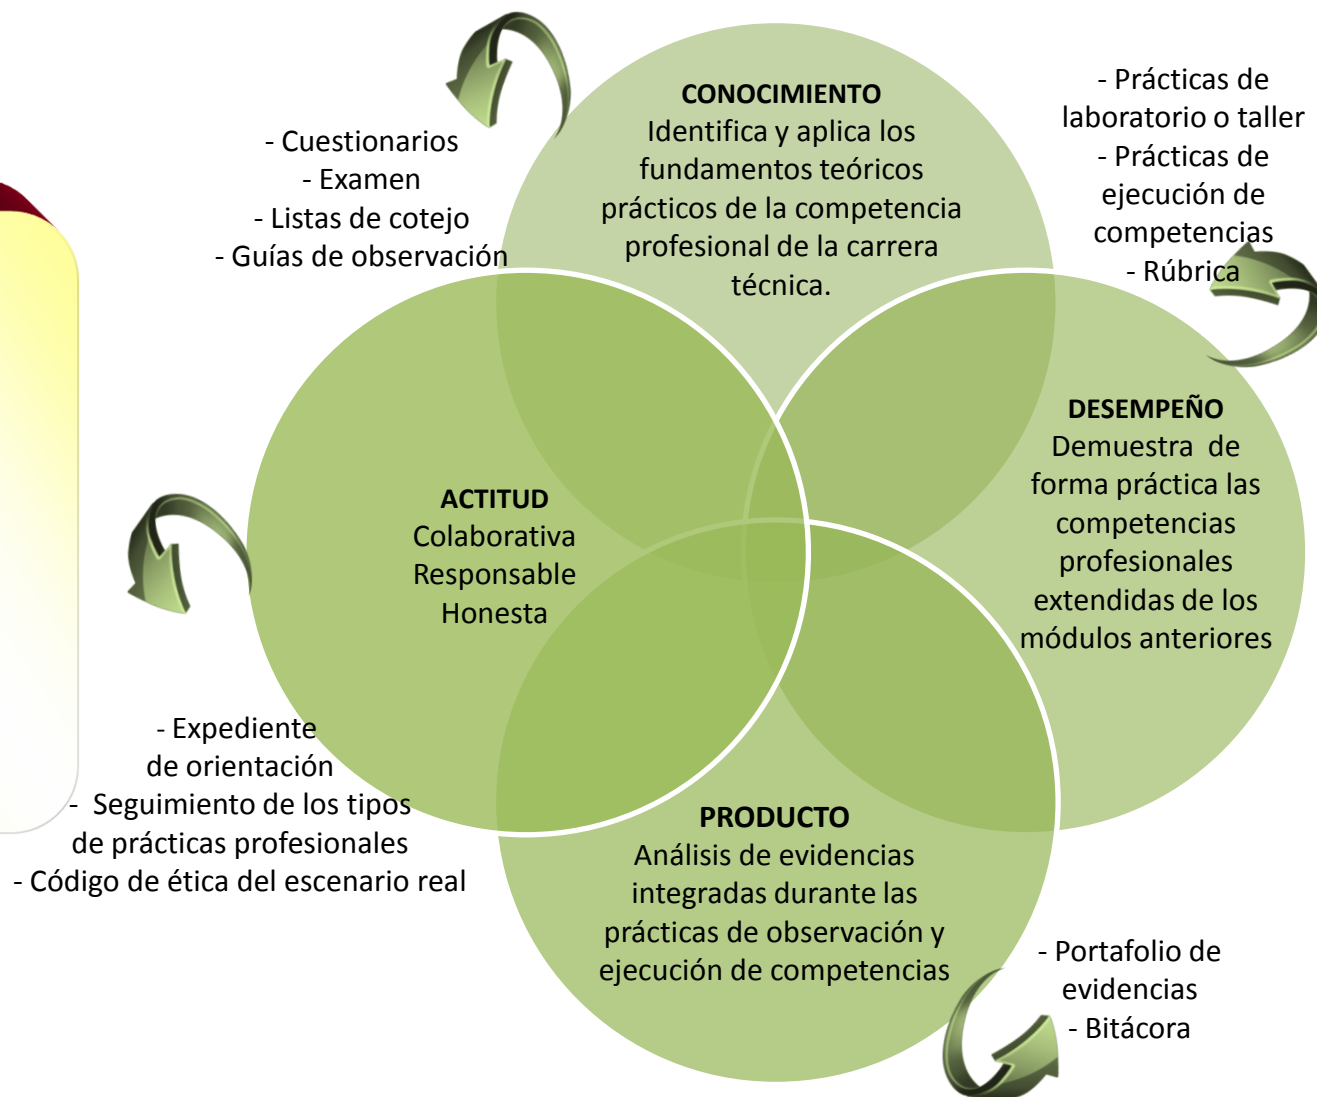 CONOCIMIENTO
Identifica y aplica los
fundamentos teóricos
prácticos de la competencia
profesional de la carrera
técnica.
- Cuestionarios
- Examen
- Listas de cotejo
- Guías de observación
- Prácticas de
laboratorio o taller
- Prácticas de
ejecución de
competencias
- Rúbrica
DESEMPEÑO
Demuestra de
forma práctica las
competencias
profesionales
extendidas de los
módulos anteriores
ACTITUD
Colaborativa
Responsable
Honesta
- Expediente
de orientación
- Seguimiento de los tipos
de prácticas profesionales
- Código de ética del escenario real
PRODUCTO
Análisis de evidencias
integradas durante las
prácticas de observación y
ejecución de competencias
- Portafolio de
evidencias
- Bitácora